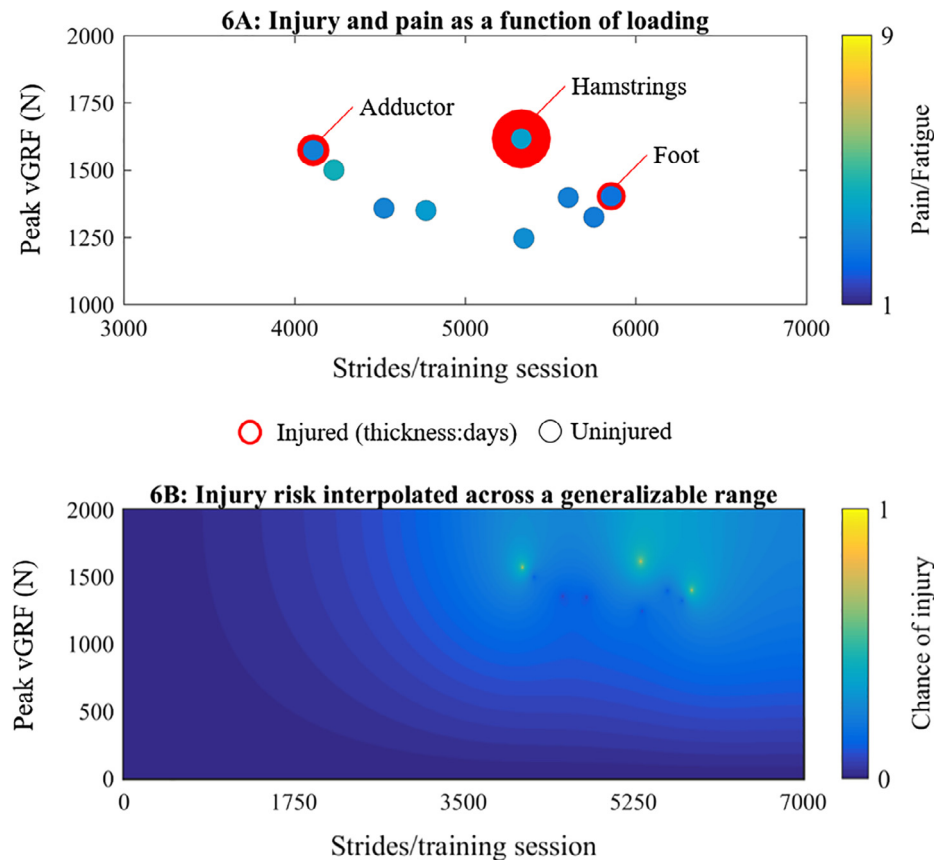 6A: Injury and pain as a function of loading
2000
1750
1500
1250
1000
Peak vGRF (N)
Adductor
Hamstrings
Foot
3000 4000 5000 6000 7000
Strides/training session
9
1
Pain/Fatigue
Injured (thickness:days) Uninjured
6B: Injury risk interpolated across a generalizable range
2000
1500
1000
500
0
Peak vGRF (N)
0 1750 3500 5250 7000
Strides/training session
1
0
Chance of injury